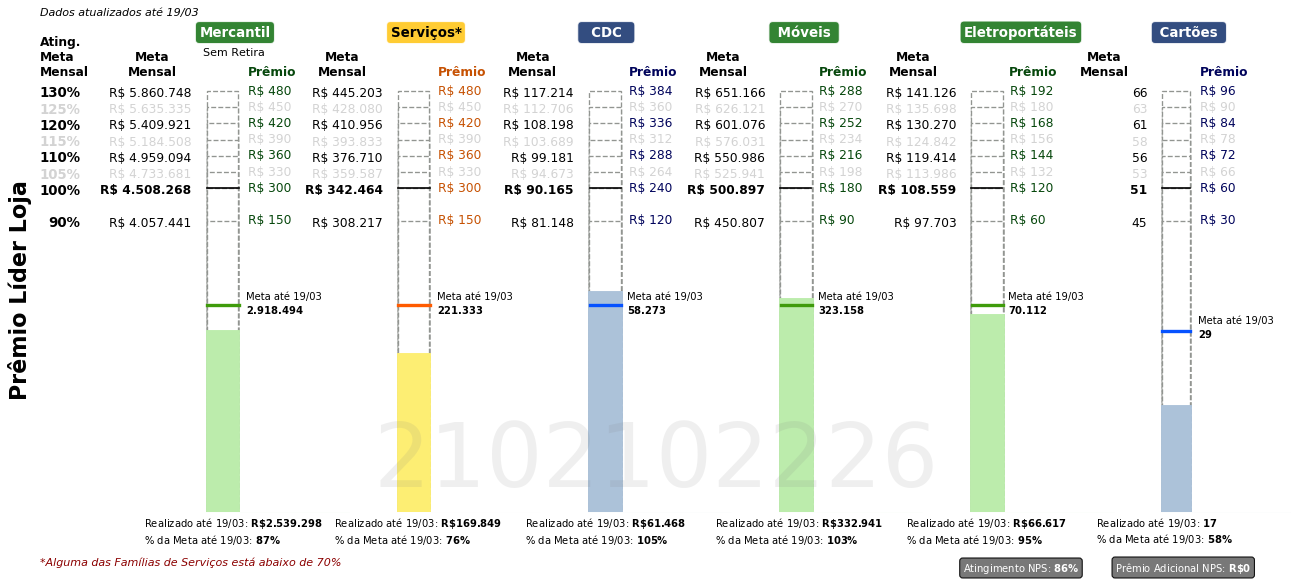 Dados atualizados até 19/03
Mercantil Serviços* CDC Móveis Eletroportáteis Cartões
Sem Retira
Ating. Meta Mensal Meta Mensal Prêmio Meta Mensal Prêmio Meta Mensal Prêmio Meta Mensal Prêmio Meta Mensal Prêmio Meta Mensal Prêmio
130% R$ 5.860.748 R$ 480 R$ 445.203 R$ 480 R$ 117.214 R$ 384 R$ 651.166 R$ 288 R$ 141.126 R$ 192 66 R$ 96
125% R$ 5.635.335 R$ 450 R$ 428.080 R$ 450 R$ 112.706 R$ 360 R$ 626.121 R$ 270 R$ 135.698 R$ 180 63 R$ 90
120% R$ 5.409.921 R$ 420 R$ 410.956 R$ 420 R$ 108.198 R$ 336 R$ 601.076 R$ 252 R$ 130.270 R$ 168 61 R$ 84
115% R$ 5.184.508 R$ 390 R$ 393.833 R$ 390 R$ 103.689 R$ 312 R$ 576.031 R$ 234 R$ 124.842 R$ 156 58 R$ 78
110% R$ 4.959.094 R$ 360 R$ 376.710 R$ 360 R$ 99.181 R$ 288 R$ 550.986 R$ 216 R$ 119.414 R$ 144 56 R$ 72
105% R$ 4.733.681 R$ 330 R$ 359.587 R$ 330 R$ 94.673 R$ 264 R$ 525.941 R$ 198 R$ 113.986 R$ 132 53 R$ 66
100% R$ 4.508.268 R$ 300 R$ 342.464 R$ 300 R$ 90.165 R$ 240 R$ 500.897 R$ 180 R$ 108.559 R$ 120 51 R$ 60
90% R$ 4.057.441 R$ 150 R$ 308.217 R$ 150 R$ 81.148 R$ 120 R$ 450.807 R$ 90 R$ 97.703 R$ 60 45 R$ 30
Prêmio Líder Loja
Meta até 19/03 Meta até 19/03 Meta até 19/03 Meta até 19/03 Meta até 19/03
2.918.494 221.333 58.273 323.158 70.112
Meta até 19/03
29
2102102226
Realizado até 19/03: R$2.539.298 Realizado até 19/03: R$169.849 Realizado até 19/03: R$61.468 Realizado até 19/03: R$332.941 Realizado até 19/03: R$66.617 Realizado até 19/03: 17
% da Meta até 19/03: 87% % da Meta até 19/03: 76% % da Meta até 19/03: 105% % da Meta até 19/03: 103% % da Meta até 19/03: 95% % da Meta até 19/03: 58%
*Alguma das Famílias de Serviços está abaixo de 70%
Atingimento NPS: 86% Prêmio Adicional NPS: R$0